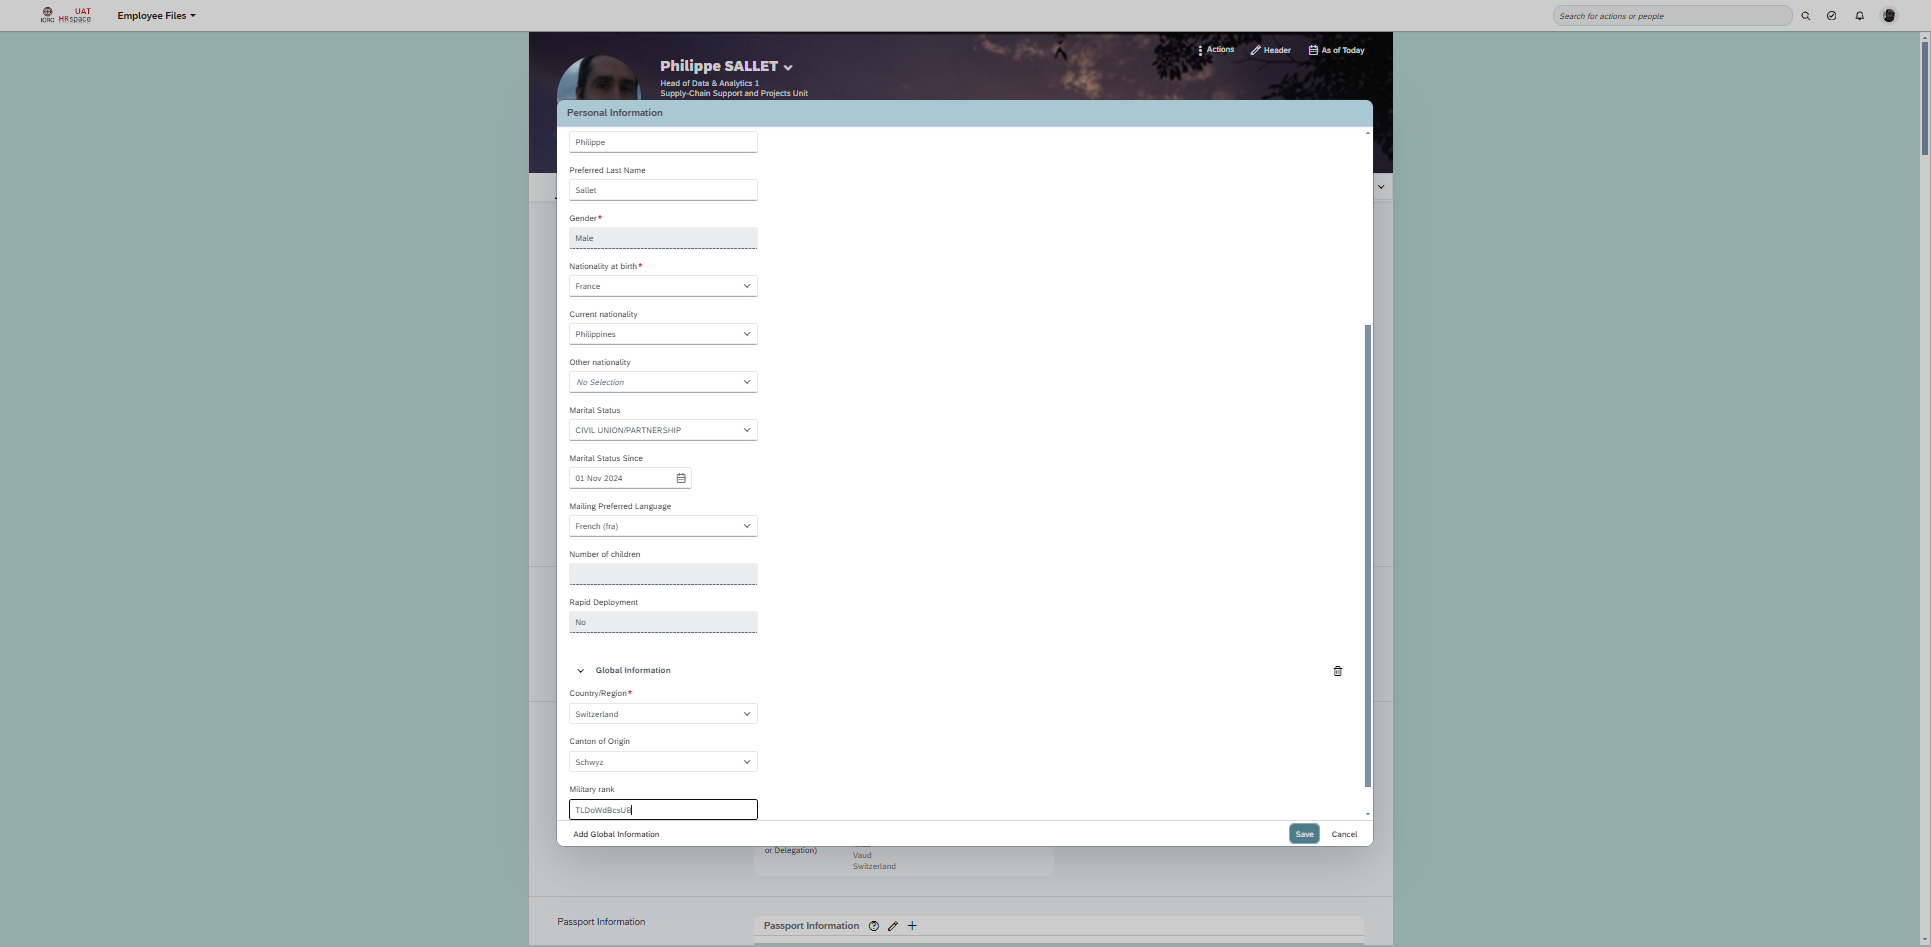 ICRC
UAT
HRspace
Employee Files
Search for actions or people
Actions
Header
As of Today
Philippe SALLET
Head of Data & Analytics 1
Supply-Chain Support and Projects Unit
Personal Information
Philippe
Preferred Last Name
Sallet
Gender*
Male
Nationality at birth*
France
Current nationality
Philippines
Other nationality
No Selection
Marital Status
CIVIL UNION/PARTNERSHIP
Marital Status Since
01 Nov 2024
Mailing Preferred Language
French (fra)
Number of children
Rapid Deployment
No
Global Information
Country/Region*
Switzerland
Canton of Origin
Schwyz
Military rank
TLDoWdBcsUB
Add Global Information
Save
Cancel
or Delegation)
Vaud
Switzerland
Passport Information
Passport Information